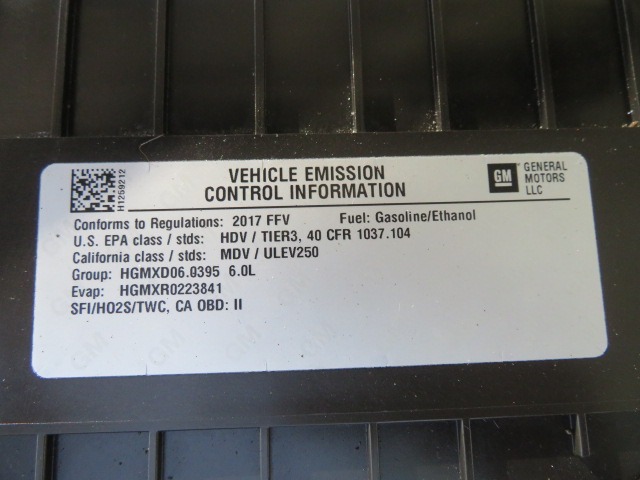 VEHICLE EMISSION
CONTROL INFORMATION
GM
GENERAL
MOTORS
LLC
H1259212
Conforms to Regulations: 2017 FFV Fuel: Gasoline/Ethanol
U.S. EPA class / stds: HDV / TIER3, 40 CFR 1037.104
California class / stds: MDV / ULEV250
Group: HGMXD06.0395 6.0L
Evap: HGMXR0223841
SFI/HO2S/TWC, CA OBD: II